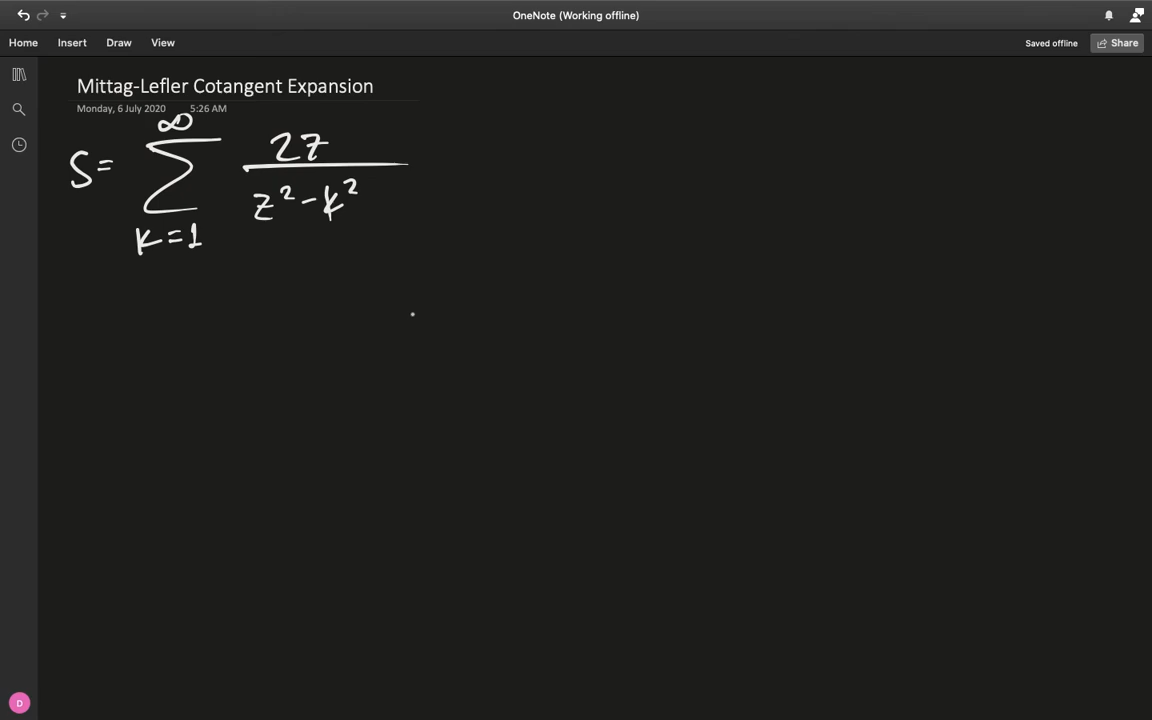 OneNote (Working offline)
Home Insert Draw View
Saved offline Share
Mittag-Lefler Cotangent Expansion
Monday, 6 July 2020 5:26 AM
∞
2z
S= ∑
z² - k²
k=1
D